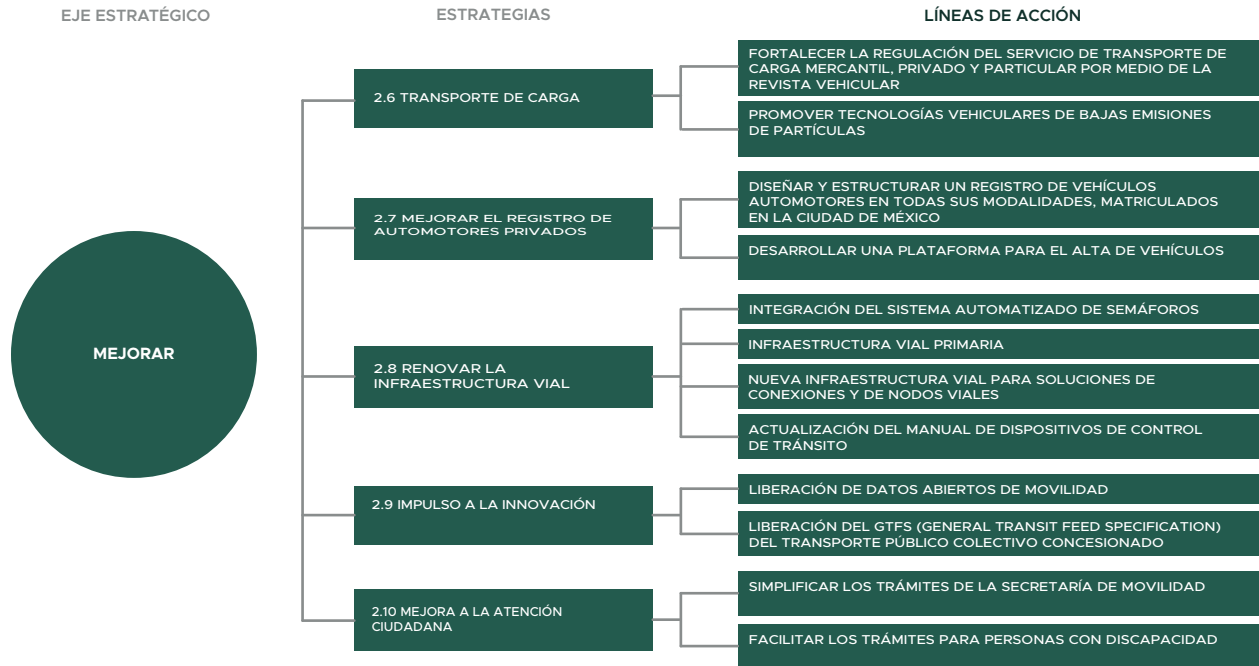 EJE ESTRATÉGICO
ESTRATEGIAS
LÍNEAS DE ACCIÓN
MEJORAR
2.6 TRANSPORTE DE CARGA
FORTALECER LA REGULACIÓN DEL SERVICIO DE TRANSPORTE DE
CARGA MERCANTIL, PRIVADO Y PARTICULAR POR MEDIO DE LA
REVISTA VEHICULAR
PROMOVER TECNOLOGÍAS VEHICULARES DE BAJAS EMISIONES
DE PARTÍCULAS
2.7 MEJORAR EL REGISTRO DE
AUTOMOTORES PRIVADOS
DISEÑAR Y ESTRUCTURAR UN REGISTRO DE VEHÍCULOS
AUTOMOTORES EN TODAS SUS MODALIDADES, MATRICULADOS
EN LA CIUDAD DE MÉXICO
DESARROLLAR UNA PLATAFORMA PARA EL ALTA DE VEHÍCULOS
2.8 RENOVAR LA
INFRAESTRUCTURA VIAL
INTEGRACIÓN DEL SISTEMA AUTOMATIZADO DE SEMÁFOROS
INFRAESTRUCTURA VIAL PRIMARIA
NUEVA INFRAESTRUCTURA VIAL PARA SOLUCIONES DE
CONEXIONES Y DE NODOS VIALES
ACTUALIZACIÓN DEL MANUAL DE DISPOSITIVOS DE CONTROL
DE TRÁNSITO
2.9 IMPULSO A LA INNOVACIÓN
LIBERACIÓN DE DATOS ABIERTOS DE MOVILIDAD
LIBERACIÓN DEL GTFS (GENERAL TRANSIT FEED SPECIFICATION)
DEL TRANSPORTE PÚBLICO COLECTIVO CONCESIONADO
2.10 MEJORA A LA ATENCIÓN
CIUDADANA
SIMPLIFICAR LOS TRÁMITES DE LA SECRETARÍA DE MOVILIDAD
FACILITAR LOS TRÁMITES PARA PERSONAS CON DISCAPACIDAD